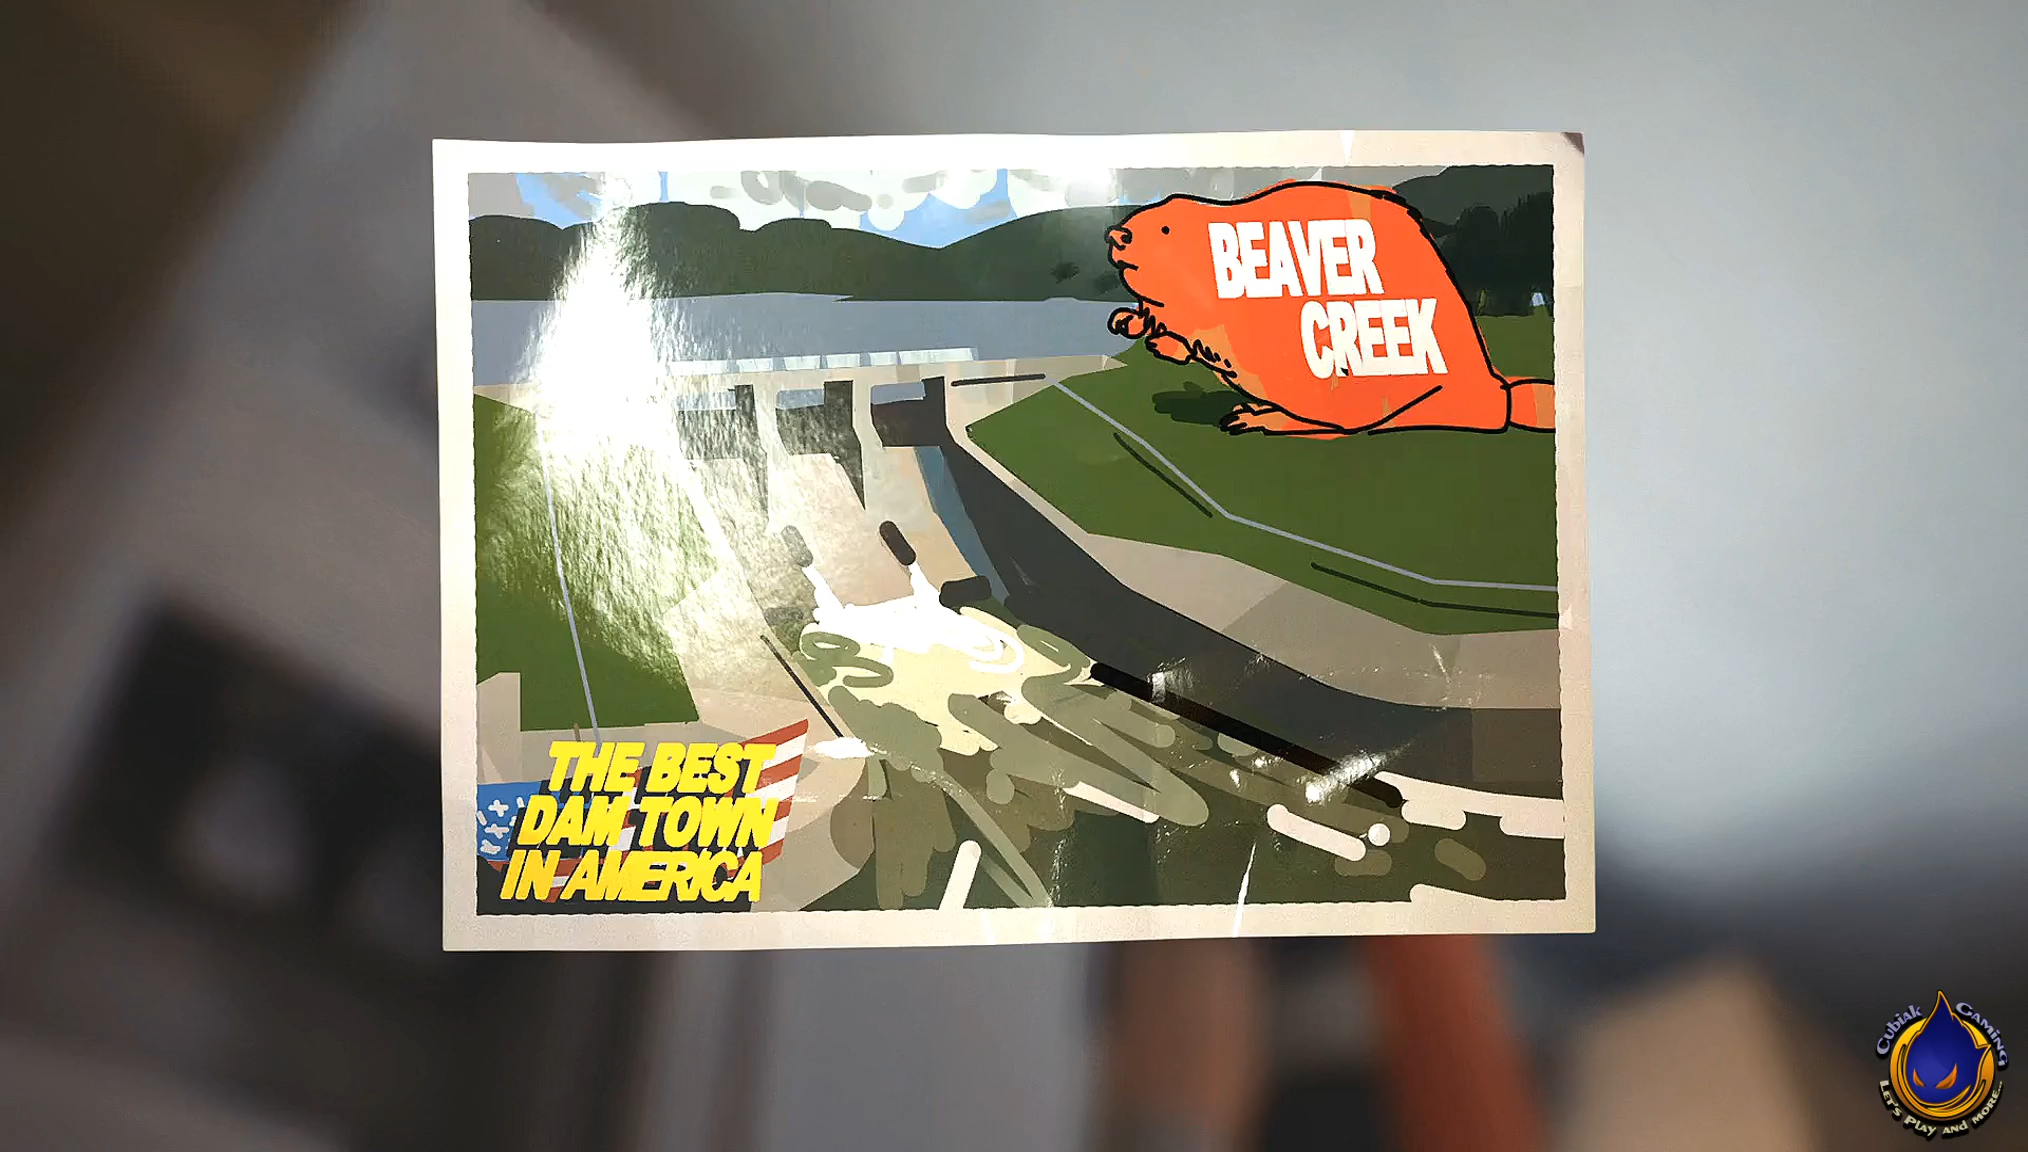 BEAVER
CREEK
THE BEST
DAM TOWN
IN AMERICA
Cubiak Gaming
Let's Play and more...